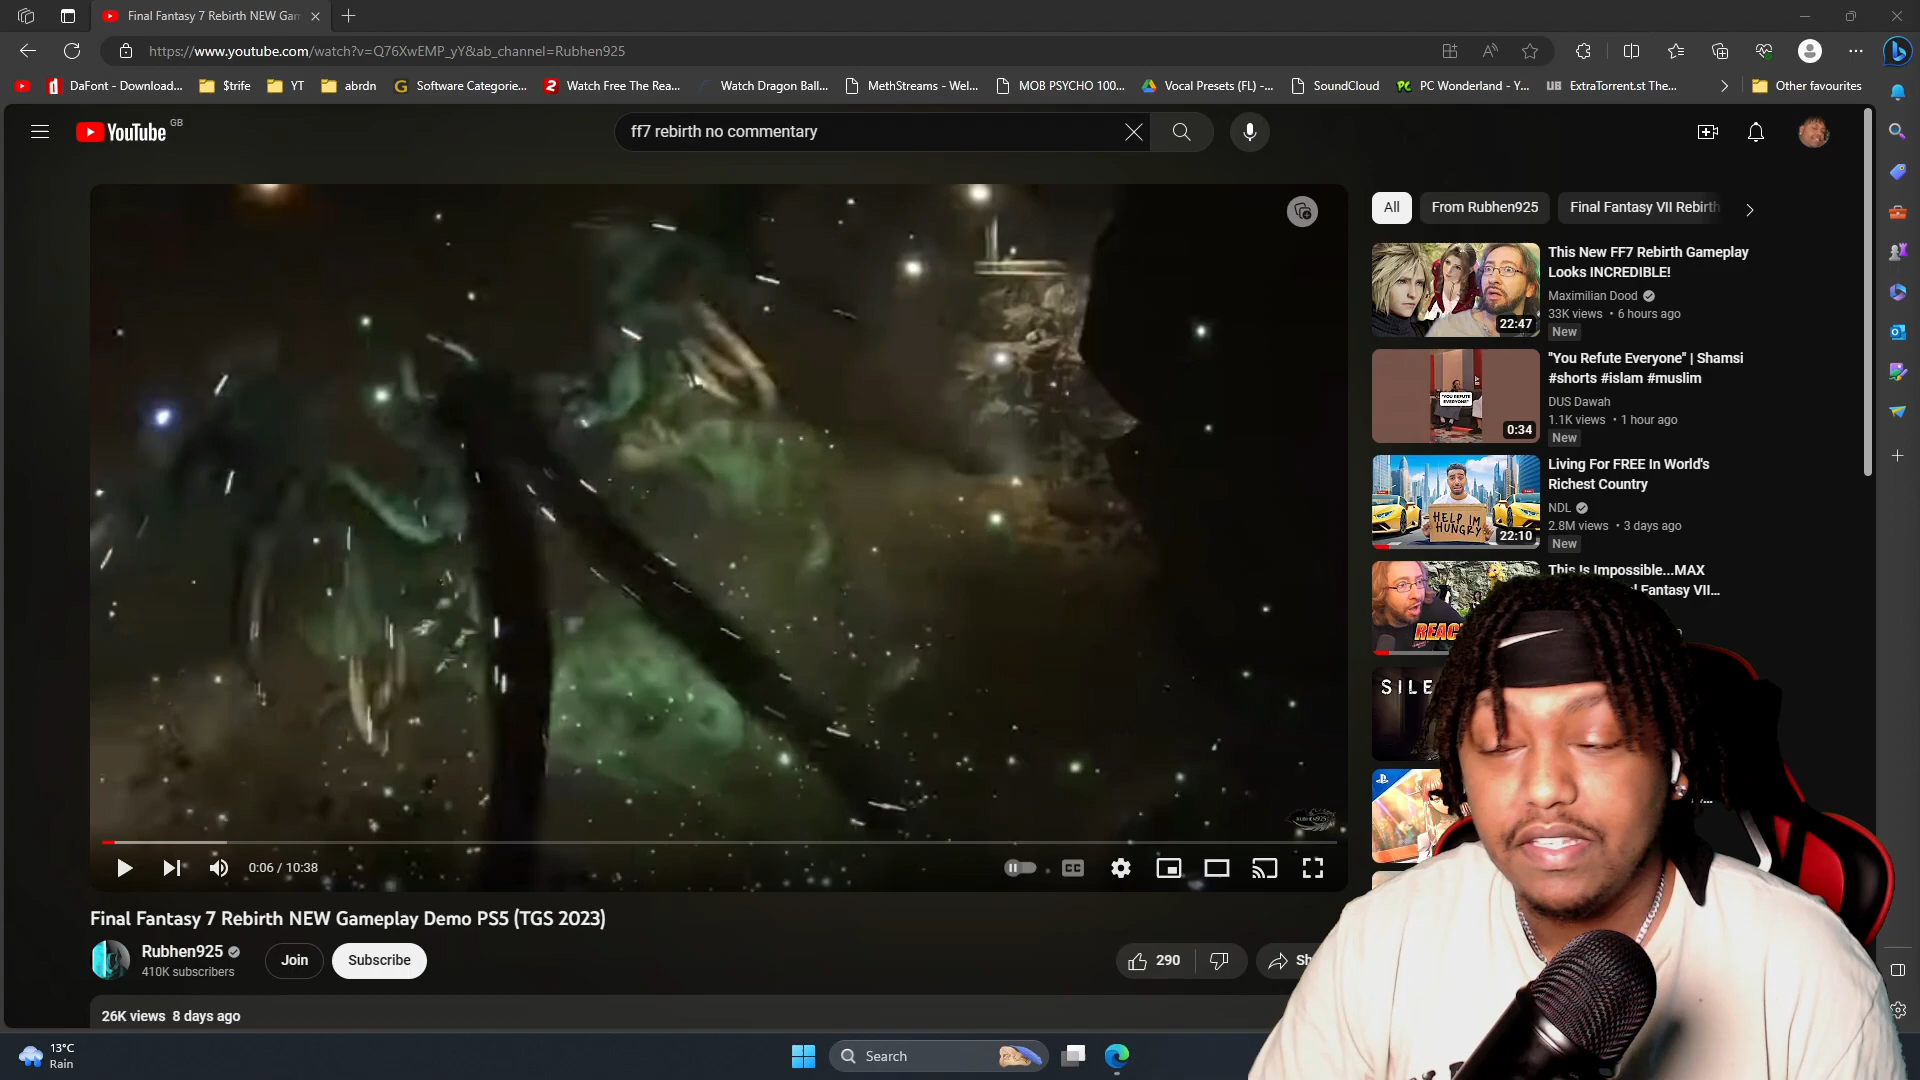 Final Fantasy 7 Rebirth NEW Gam
https://www.youtube.com/watch?v=Q76XwEMP_yY&ab_channel=Rubhen925
DaFont - Download...
$trife
YT
abrdn
Software Categorie...
Watch Free The Rea...
Watch Dragon Ball...
MethStreams - Wel...
MOB PSYCHO 100...
Vocal Presets (FL) -...
SoundCloud
PC Wonderland - Y...
ExtraTorrent.st The...
Other favourites
YouTube GB
ff7 rebirth no commentary
All
From Rubhen925
Final Fantasy VII Rebirth
This New FF7 Rebirth Gameplay
Looks INCREDIBLE!
Maximilian Dood
33K views • 6 hours ago
New
22:47
"You Refute Everyone" | Shamsi
#shorts #islam #muslim
DUS Dawah
1.1K views • 1 hour ago
New
"YOU REFUTE
EVERYONE"
0:34
Living For FREE In World's
Richest Country
NDL
2.8M views • 3 days ago
New
HELP IM
HUNGRY
22:10
This Is Impossible...MAX
l Fantasy VII...
REAC
SILE
RUBHEN925
0:06 / 10:38
CC
Final Fantasy 7 Rebirth NEW Gameplay Demo PS5 (TGS 2023)
Rubhen925
410K subscribers
Join
Subscribe
290
Sh
26K views 8 days ago
13°C
Rain
Search